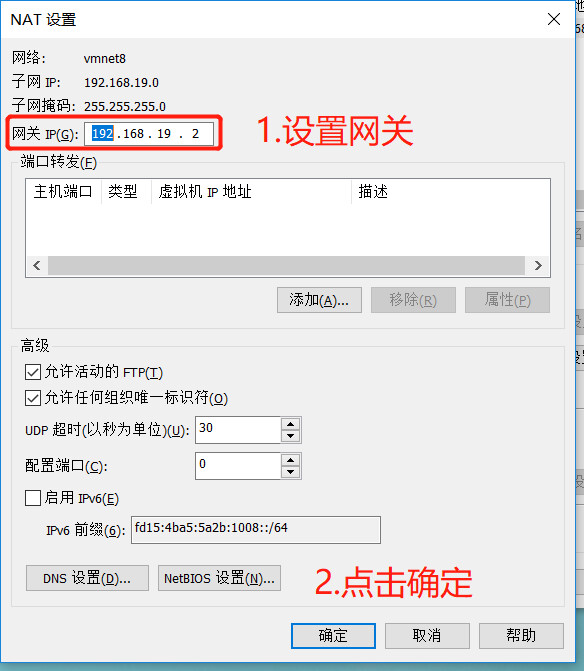 NAT 设置
网络: vmnet8
子网 IP: 192.168.19.0
子网掩码: 255.255.255.0
网关 IP(G): 192 . 168 . 19 . 2
1.设置网关
端口转发(F)
主机端口 类型 虚拟机 IP 地址 描述
添加(A)... 移除(R) 属性(P)
高级
允许活动的 FTP(T)
允许任何组织唯一标识符(O)
UDP 超时(以秒为单位)(U): 30
配置端口(C): 0
启用 IPv6(E)
IPv6 前缀(6): fd15:4ba5:5a2b:1008::/64
DNS 设置(D)... NetBIOS 设置(N)...
2.点击确定
确定 取消 帮助